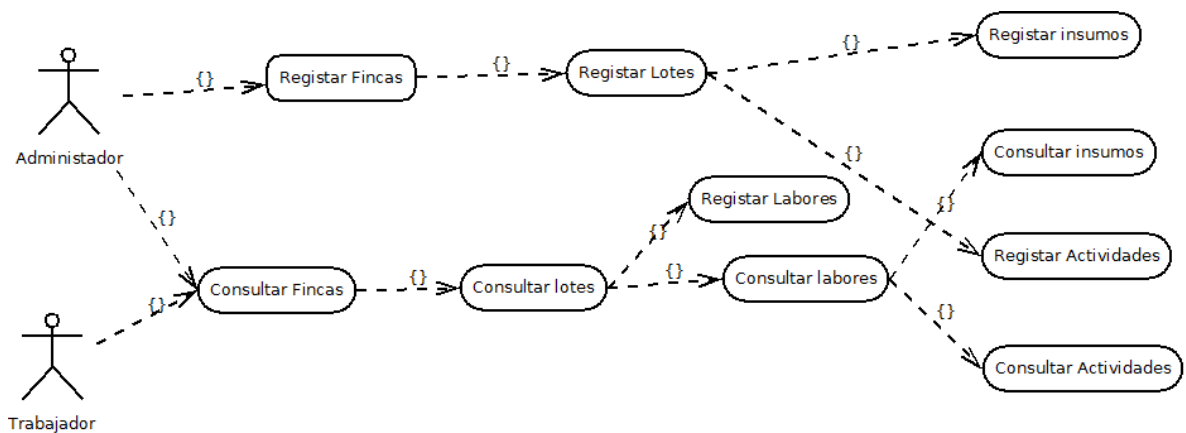 Registar insumos
{}
{}
Registar Fincas
{}
Registar Lotes
{}
Administador
Consultar insumos
Registar Labores
{}
{}
{}
{}
Registar Actividades
Consultar Fincas
{}
Consultar lotes
{}
Consultar labores
{}
{}
Consultar Actividades
Trabajador